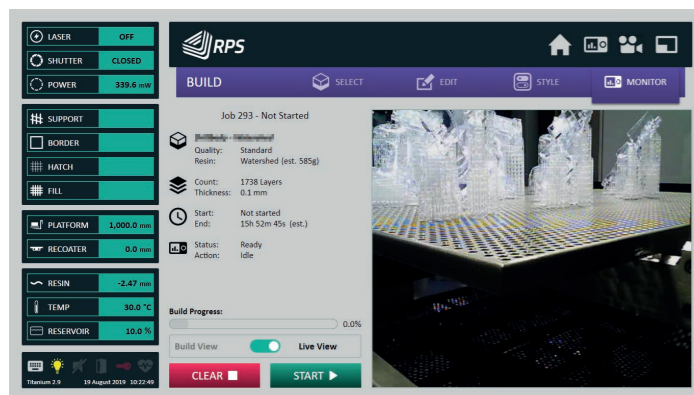 LASER OFF
SHUTTER CLOSED
POWER 339.6 mW
SUPPORT
BORDER
HATCH
FILL
PLATFORM 1,000.0 mm
RECOATER 0.0 mm
RESIN -2.47 mm
TEMP 30.0 °C
RESERVOIR 10.0 %
Titanium 2.9 19 August 2019 10:22:49
RPS
BUILD SELECT EDIT STYLE MONITOR
Job 293 - Not Started
Quality: Standard
Resin: Watershed (est. 585g)
Count: 1738 Layers
Thickness: 0.1 mm
Start: Not started
End: 15h 52m 45s (est.)
Status: Ready
Action: Idle
Build Progress:
0.0%
Build View Live View
CLEAR START